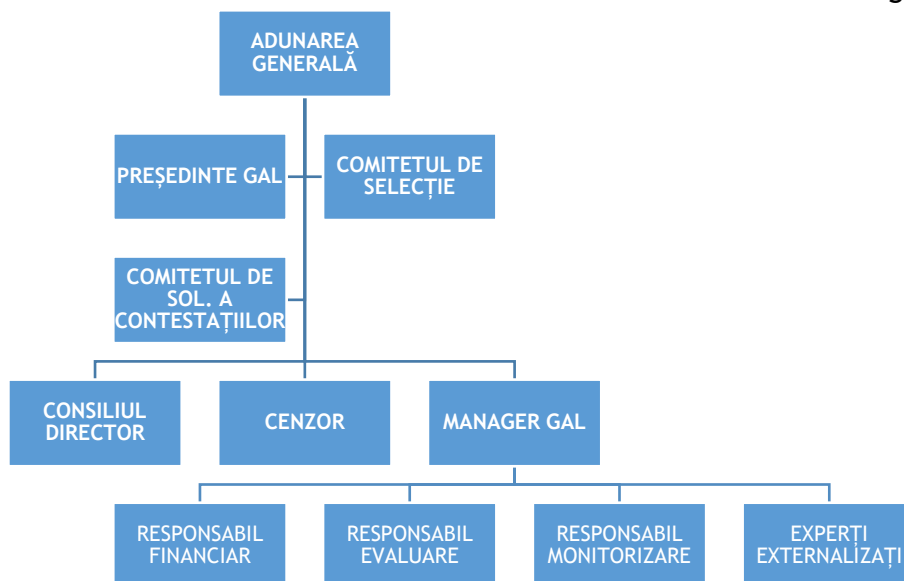 ADUNAREA
GENERALĂ
PREȘEDINTE GAL
COMITETUL DE
SELECȚIE
COMITETUL DE
SOL. A
CONTESTAȚIILOR
CONSILIUL
DIRECTOR
CENZOR
MANAGER GAL
RESPONSABIL
FINANCIAR
RESPONSABIL
EVALUARE
RESPONSABIL
MONITORIZARE
EXPERȚI
EXTERNALIZAȚI